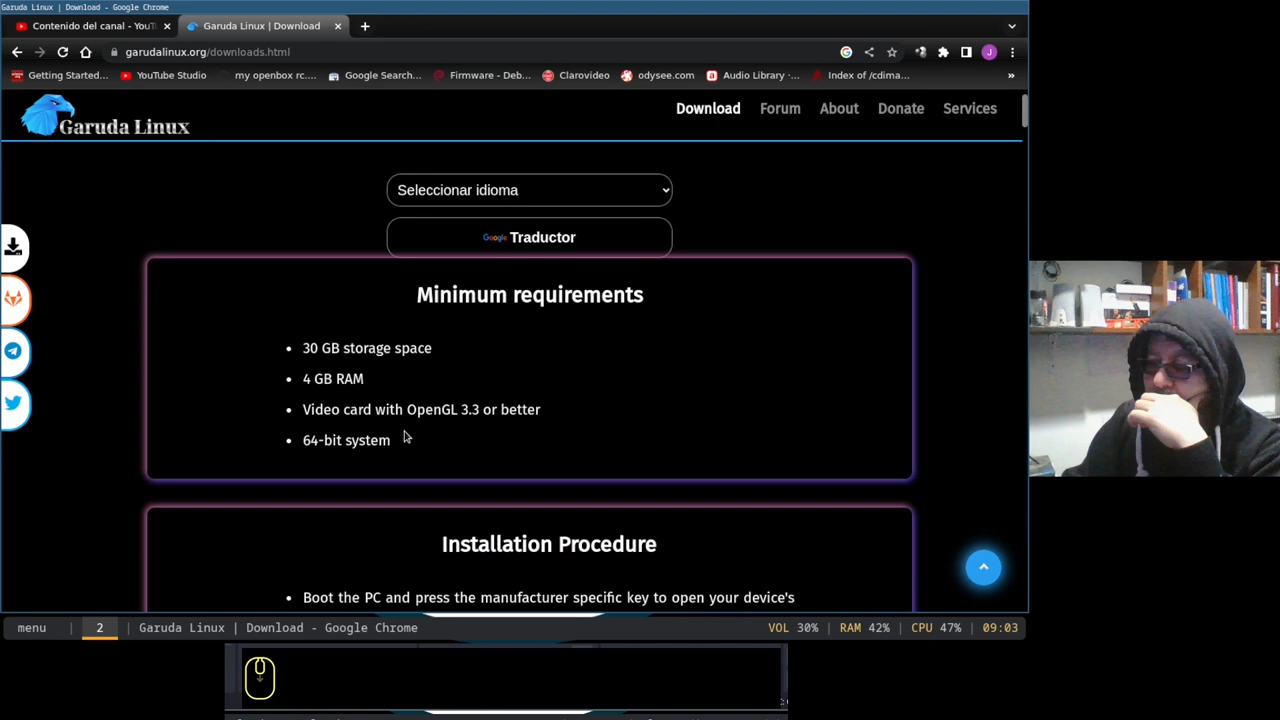 Garuda Linux | Download - Google Chrome
Contenido del canal - YouT
Garuda Linux | Download
garudalinux.org/downloads.html
Getting Started...
YouTube Studio
my openbox rc....
Google Search...
Firmware - Deb...
Clarovideo
odysee.com
Audio Library -...
Index of /cdima...
»
Garuda Linux
Download
Forum
About
Donate
Services
Seleccionar idioma
Google Traductor
Minimum requirements
• 30 GB storage space
• 4 GB RAM
• Video card with OpenGL 3.3 or better
• 64-bit system
Installation Procedure
• Boot the PC and press the manufacturer specific key to open your device's
menu | 2 | Garuda Linux | Download - Google Chrome
VOL 30% | RAM 42% | CPU 47% | 09:03